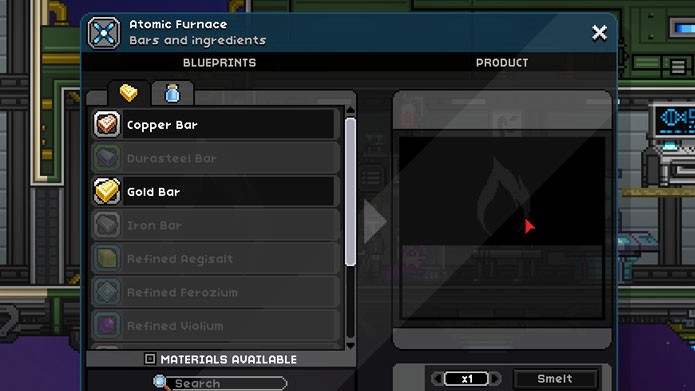 Atomic Furnace
Bars and ingredients
BLUEPRINTS
PRODUCT
Copper Bar
Durasteel Bar
Gold Bar
Iron Bar
Refined Aegisalt
Refined Ferozium
Refined Violium
MATERIALS AVAILABLE
Search
x1
Smelt